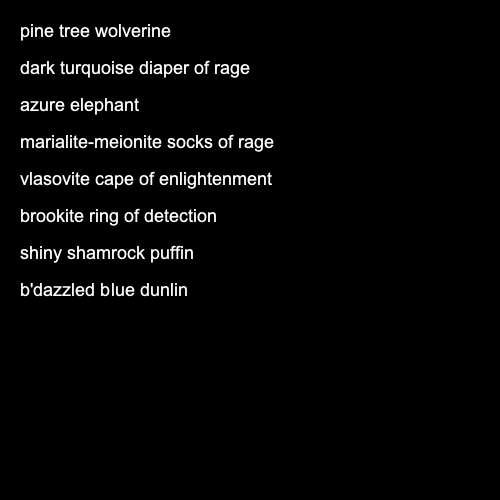 pine tree wolverine
dark turquoise diaper of rage
azure elephant
marialite-meionite socks of rage
vlasovite cape of enlightenment
brookite ring of detection
shiny shamrock puffin
b'dazzled blue dunlin